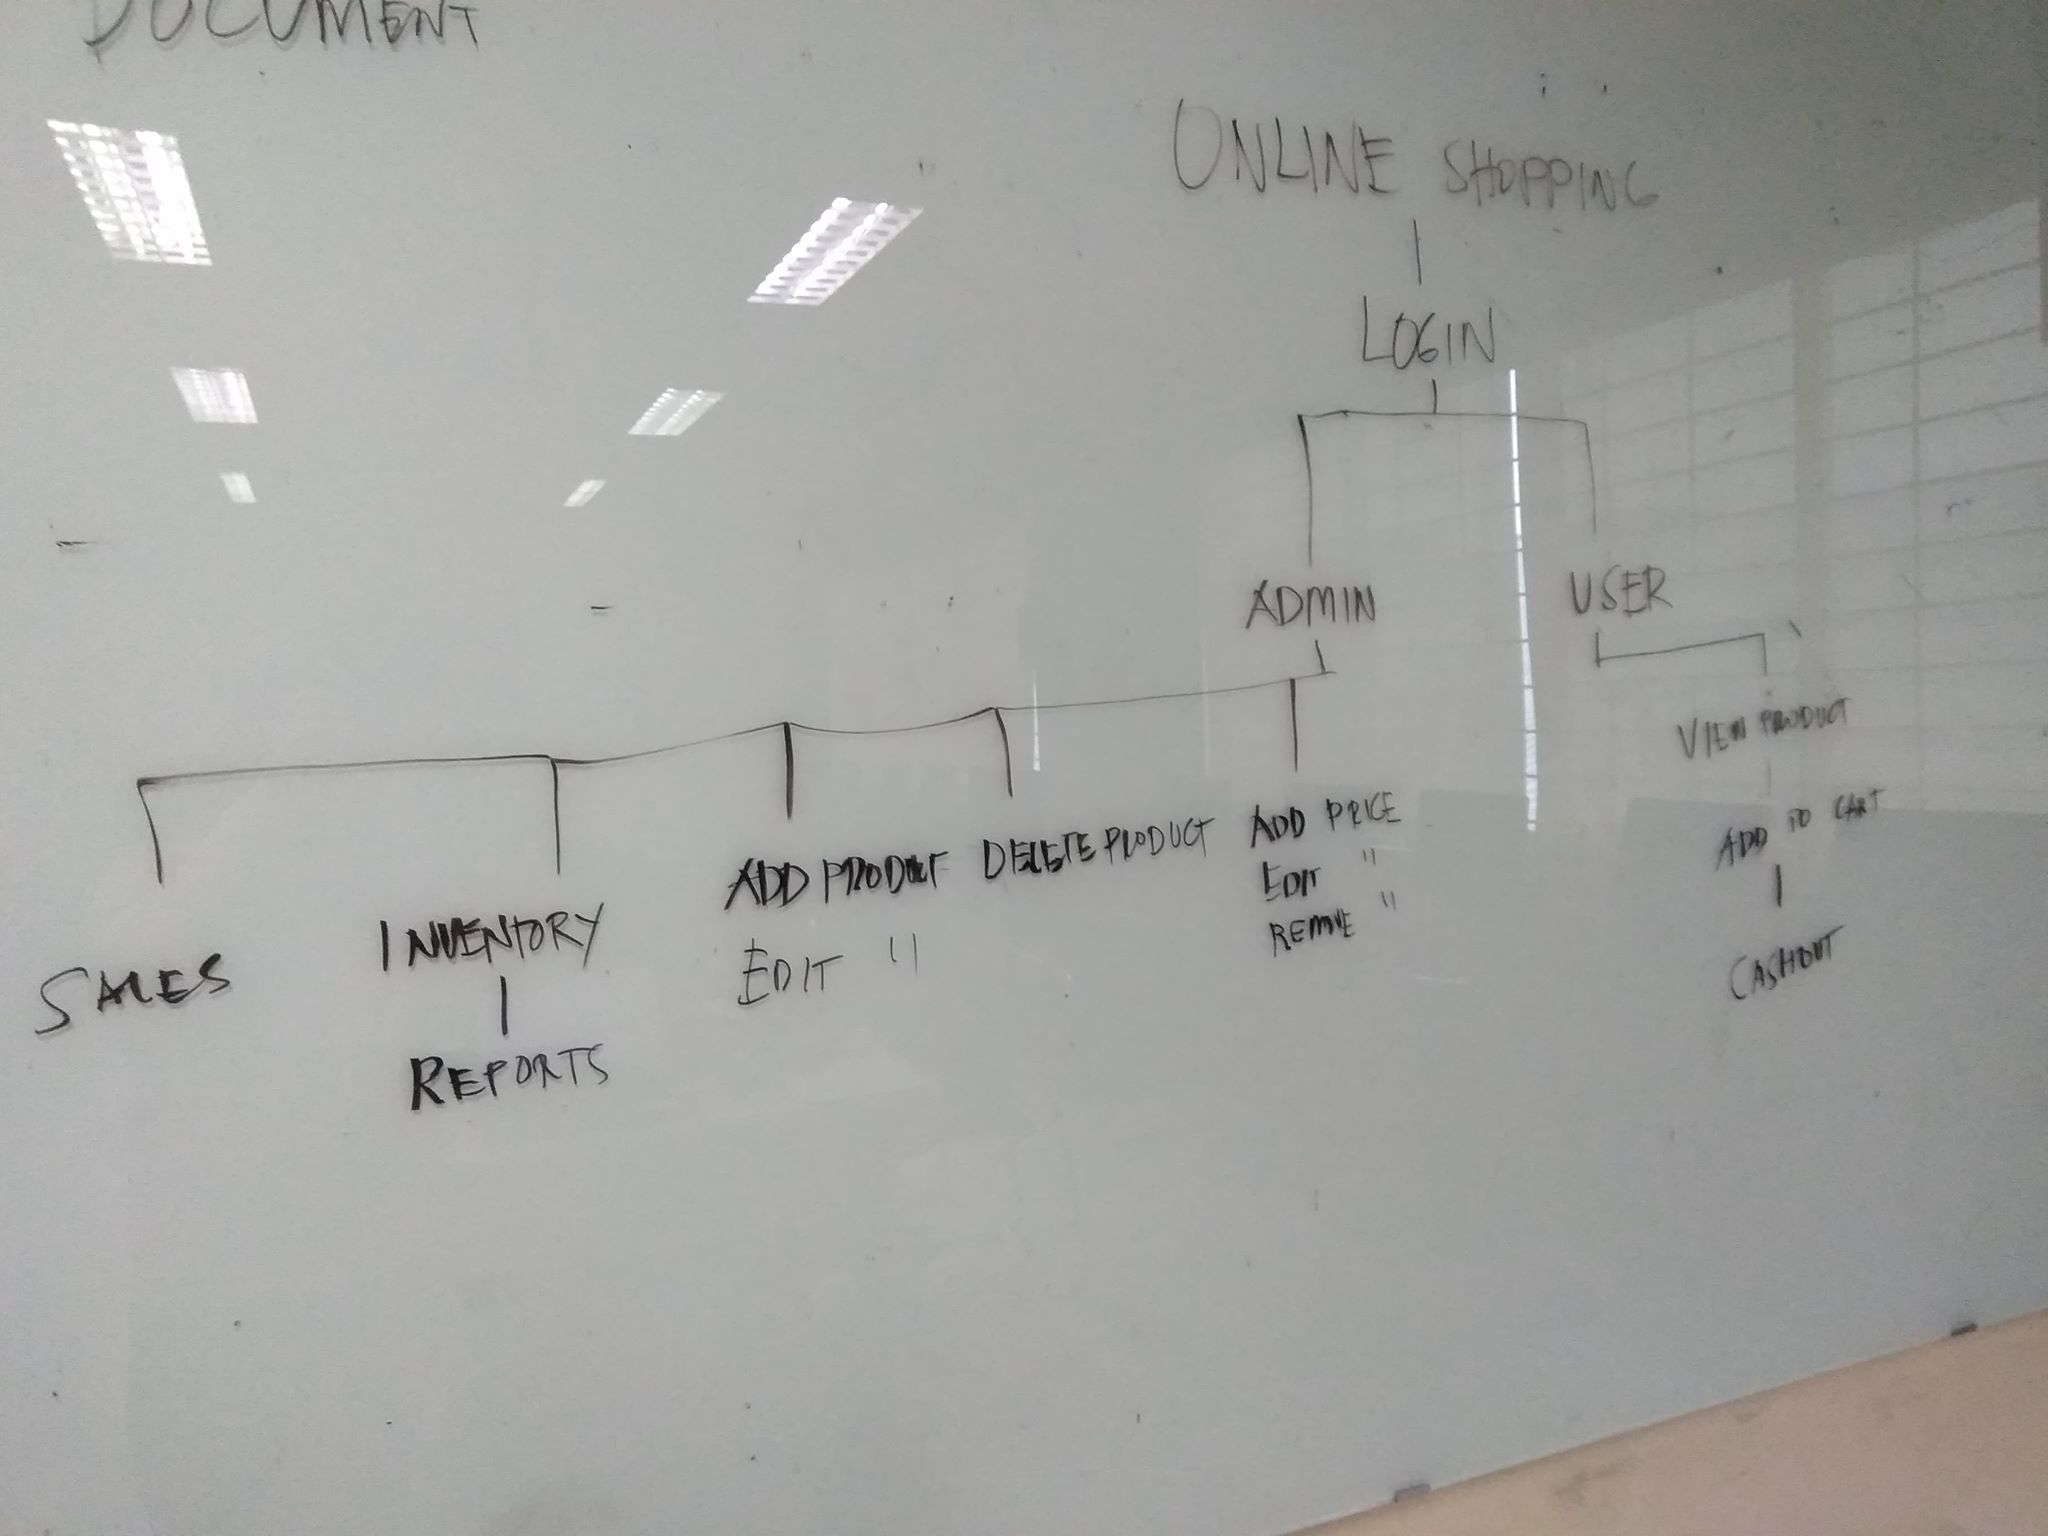 DOCUMENT
ONLINE SHOPPING
LOGIN
ADMIN
USER
SALES
INVENTORY
REPORTS
ADD PRODUCT
EDIT "
DELETE PRODUCT
ADD PRICE
EDIT "
REMOVE "
VIEW PRODUCT
ADD TO CART
CASHOUT